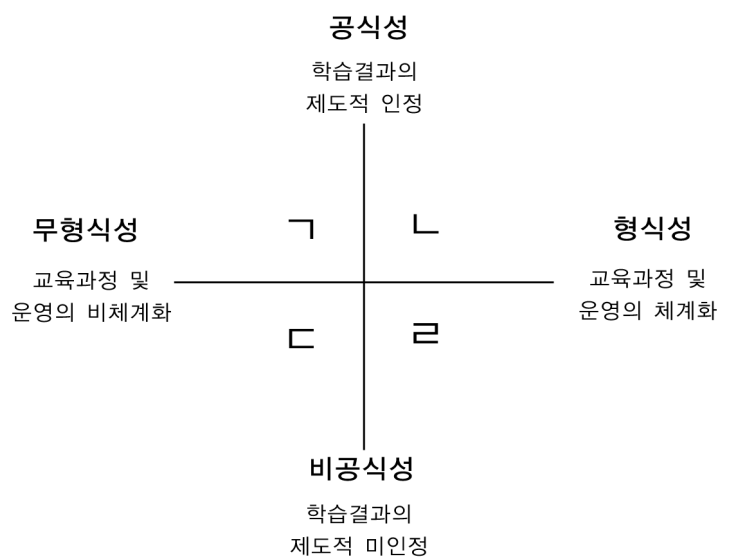 공식성
학습결과의
제도적 인정
무형식성
교육과정 및
운영의 비체계화
ㄱ
ㄴ
형식성
교육과정 및
운영의 체계화
ㄷ
ㄹ
비공식성
학습결과의
제도적 미인정